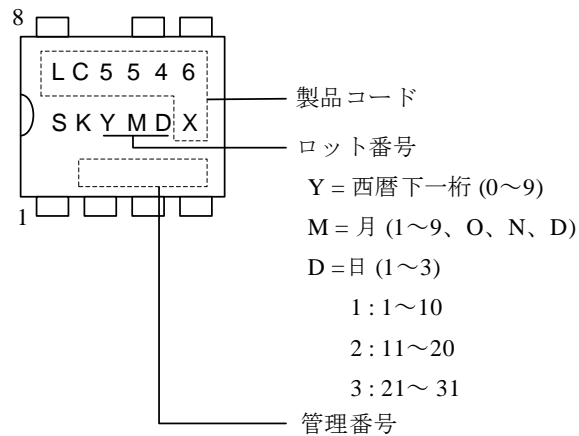 8
LC5546
SKYMD X
1
製品コード
ロット番号
Y = 西暦下一桁 (0～9)
M = 月 (1～9、O、N、D)
D =日 (1～3)
1 : 1～10
2 : 11～20
3 : 21～ 31
管理番号